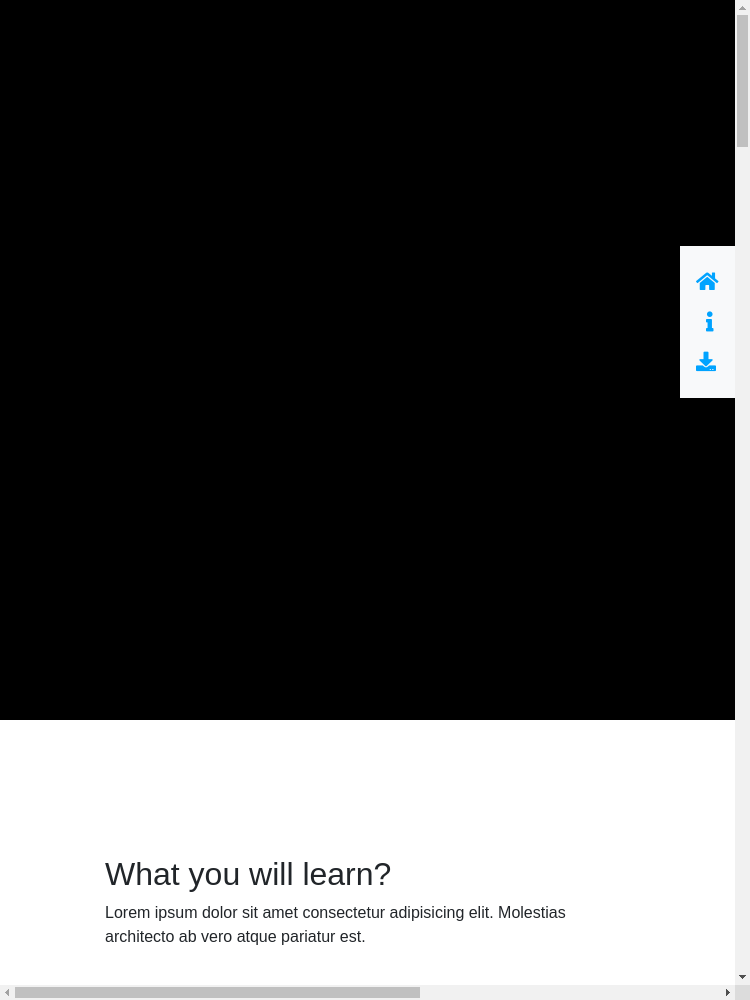 What you will learn?
Lorem ipsum dolor sit amet consectetur adipisicing elit. Molestias
architecto ab vero atque pariatur est.